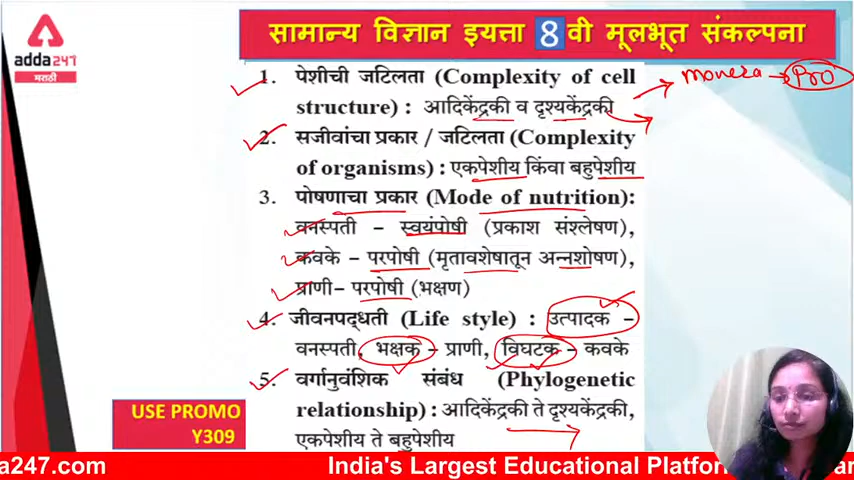 सामान्य विज्ञान इयत्ता 8 वी मूलभूत संकल्पना
adda247
मराठी
1. पेशीची जटिलता (Complexity of cell
structure) : आदिकेंद्रकी व दृश्यकेंद्रकी
monera → Pro
2. सजीवांचा प्रकार / जटिलता (Complexity
of organisms) : एकपेशीय किंवा बहुपेशीय
3. पोषणाचा प्रकार (Mode of nutrition):
वनस्पती – स्वयंपोषी (प्रकाश संश्लेषण),
कवके – परपोषी (मृतावशेषातून अन्नशोषण),
प्राणी– परपोषी (भक्षण)
4. जीवनपद्धती (Life style) : उत्पादक –
वनस्पती, भक्षक – प्राणी, विघटक – कवके
5. वर्गानुवंशिक संबंध (Phylogenetic
relationship) : आदिकेंद्रकी ते दृश्यकेंद्रकी,
एकपेशीय ते बहुपेशीय
USE PROMO
Y309
a247.com India's Largest Educational Platform ar